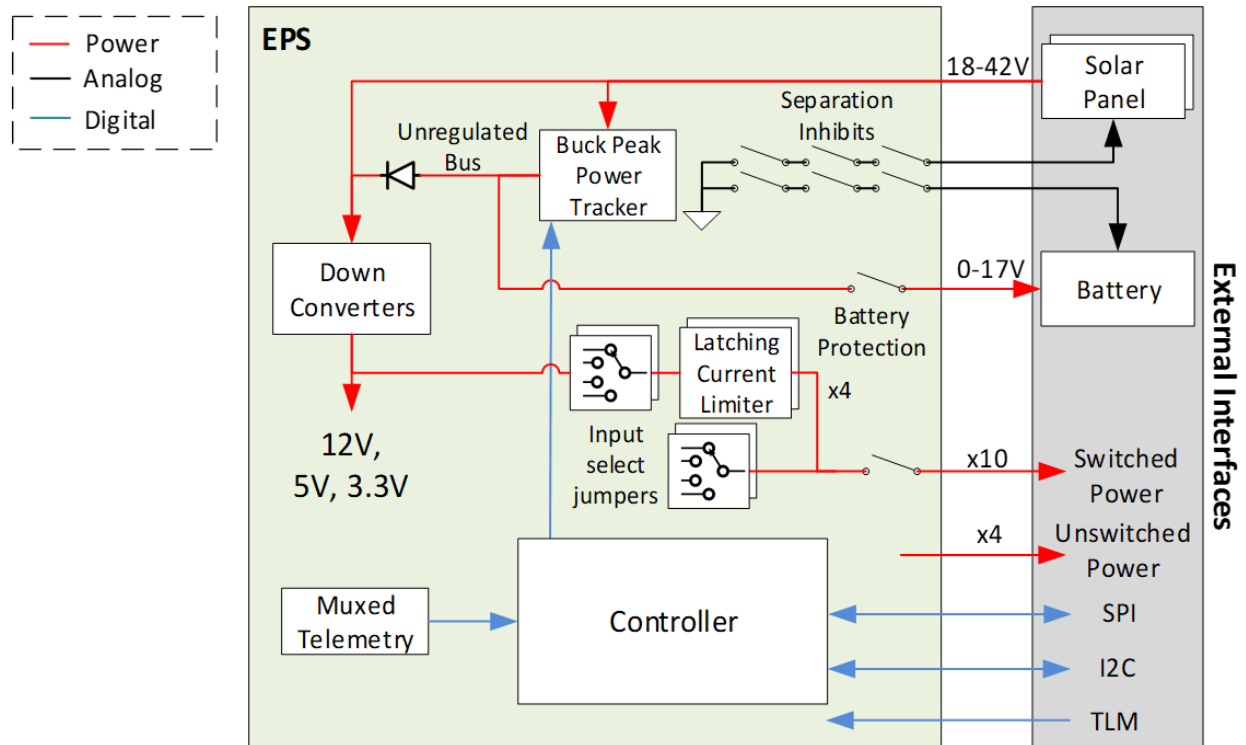 Power
Analog
Digital
EPS
18-42V
Solar
Panel
Separation
Inhibits
Unregulated
Bus
Buck Peak
Power
Tracker
Down
Converters
0-17V
Battery
Battery
Protection
Latching
Current
Limiter
x4
Input
select
jumpers
12V,
5V, 3.3V
x10
Switched
Power
x4
Unswitched
Power
Muxed
Telemetry
Controller
SPI
I2C
TLM
External Interfaces